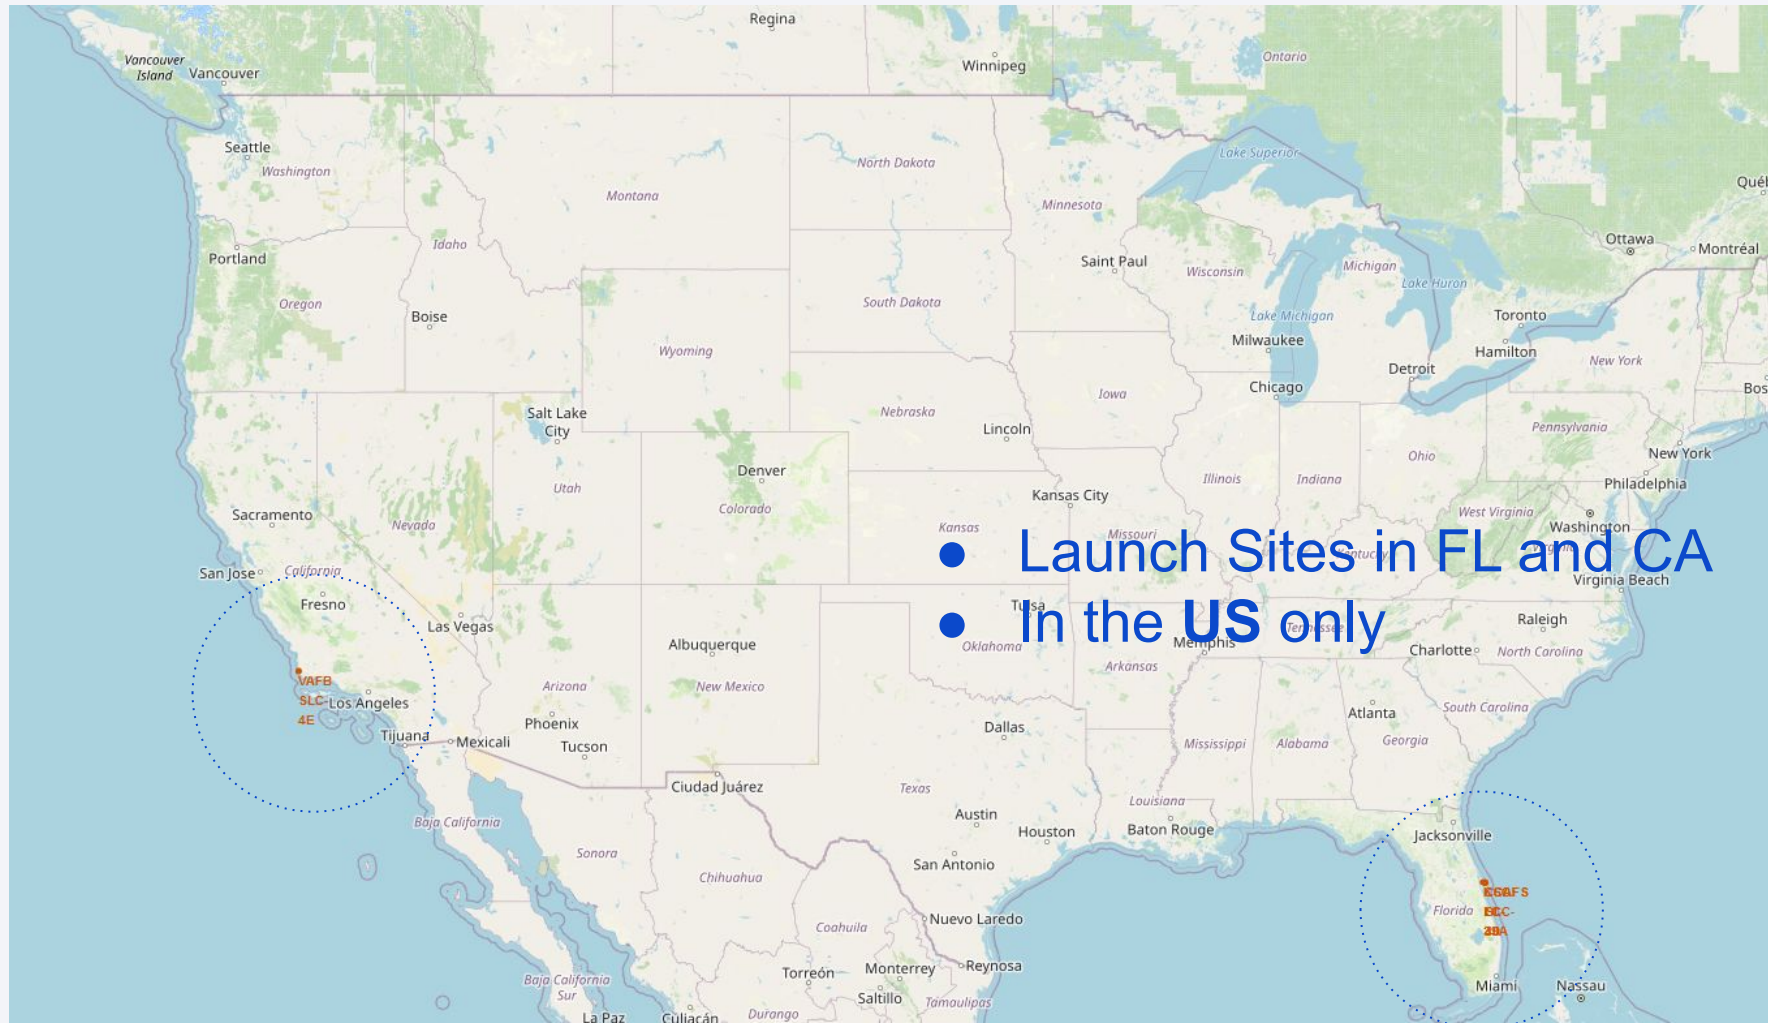 Regina
Vancouver
Island
Vancouver
Winnipeg
Ontario
Seattle
Washington
Montana
North Dakota
Minnesota
Lake Superior
Portland
Idaho
Oregon
Boise
Wyoming
South Dakota
Saint Paul
Wisconsin
Michigan
Lake Huron
Lake Michigan
Milwaukee
Ottawa
Montréal
Toronto
Hamilton
New York
Detroit
Chicago
Salt Lake
City
Nebraska
Lincoln
Iowa
Pennsylvania
New York
Philadelphia
Ohio
Denver
Utah
Colorado
Kansas City
Illinois
Indiana
West Virginia
Washington
Virginia
Sacramento
Nevada
Kansas
Missouri
Kentucky
● Launch Sites in FL and CA
● In the US only
San Jose
California
Fresno
Las Vegas
Virginia Beach
Raleigh
Tulsa
Oklahoma
Tennessee
Memphis
Charlotte
North Carolina
Albuquerque
Arkansas
VAFB
SLC-
4E
Los Angeles
Arizona
New Mexico
Phoenix
Tucson
Dallas
Atlanta
South Carolina
Tijuana
Mexicali
Mississippi
Alabama
Georgia
Ciudad Juárez
Texas
Austin
Houston
Louisiana
Baton Rouge
Jacksonville
Baja California
Sonora
Chihuahua
San Antonio
Florida
Coahuila
Nuevo Laredo
Torreón
Monterrey
Reynosa
Saltillo
Tamaulipas
Baja California
Sur
La Paz
Culiacán
Durango
Miami
Nassau